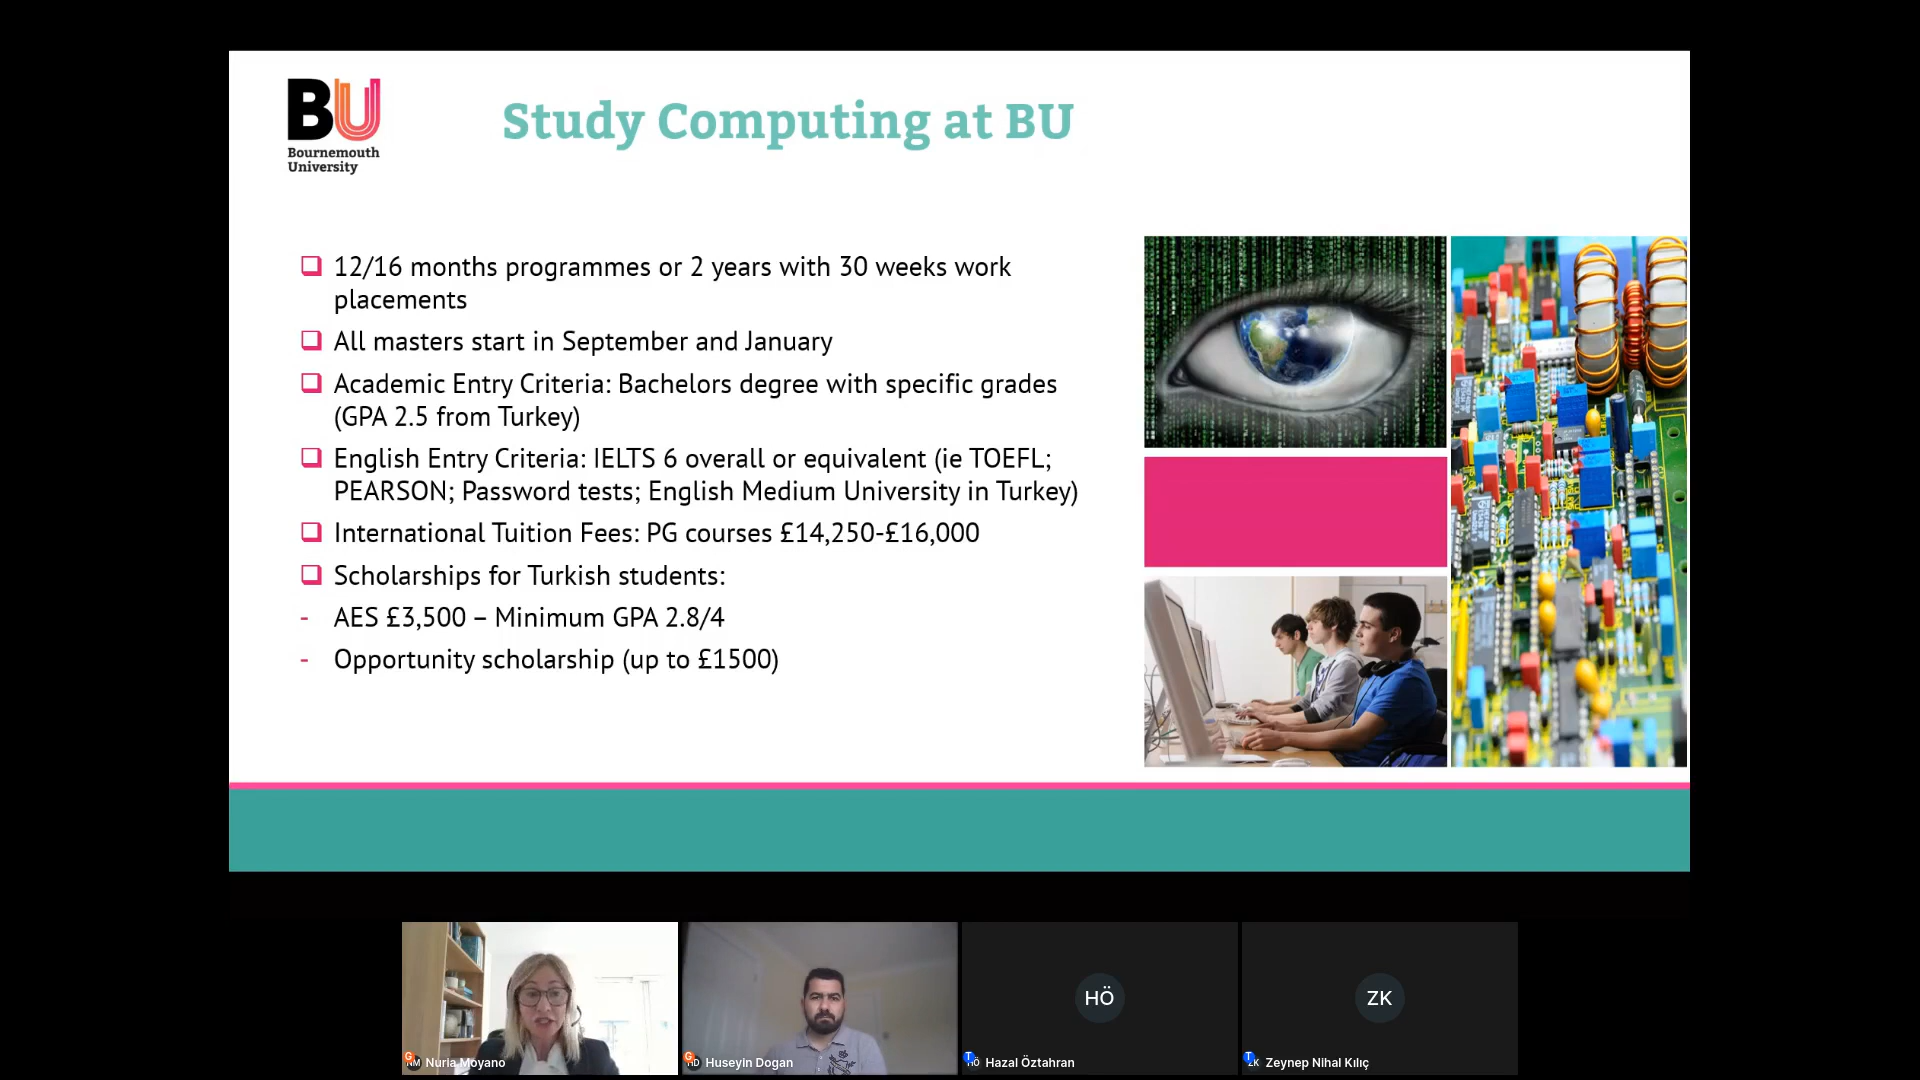 BU
Bournemouth
University
Study Computing at BU
12/16 months programmes or 2 years with 30 weeks work
placements
All masters start in September and January
Academic Entry Criteria: Bachelors degree with specific grades
(GPA 2.5 from Turkey)
English Entry Criteria: IELTS 6 overall or equivalent (ie TOEFL;
PEARSON; Password tests; English Medium University in Turkey)
International Tuition Fees: PG courses £14,250-£16,000
Scholarships for Turkish students:
- AES £3,500 – Minimum GPA 2.8/4
- Opportunity scholarship (up to £1500)
HÖ
ZK
G NM Nuria Moyano
G HD Huseyin Dogan
T HÖ Hazal Öztahran
T ZK Zeynep Nihal Kılıç